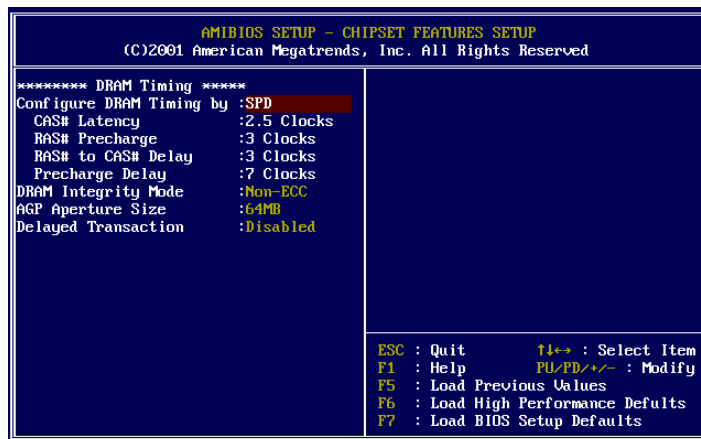 AMIBIOS SETUP - CHIPSET FEATURES SETUP
(C)2001 American Megatrends, Inc. All Rights Reserved
******** DRAM Timing *****
Configure DRAM Timing by :SPD
CAS# Latency :2.5 Clocks
RAS# Precharge :3 Clocks
RAS# to CAS# Delay :3 Clocks
Precharge Delay :7 Clocks
DRAM Integrity Mode :Non-ECC
AGP Aperture Size :64MB
Delayed Transaction :Disabled
ESC : Quit ↑↓←→ : Select Item
F1 : Help PU/PD/+/- : Modify
F5 : Load Previous Values
F6 : Load High Performance Defults
F7 : Load BIOS Setup Defaults